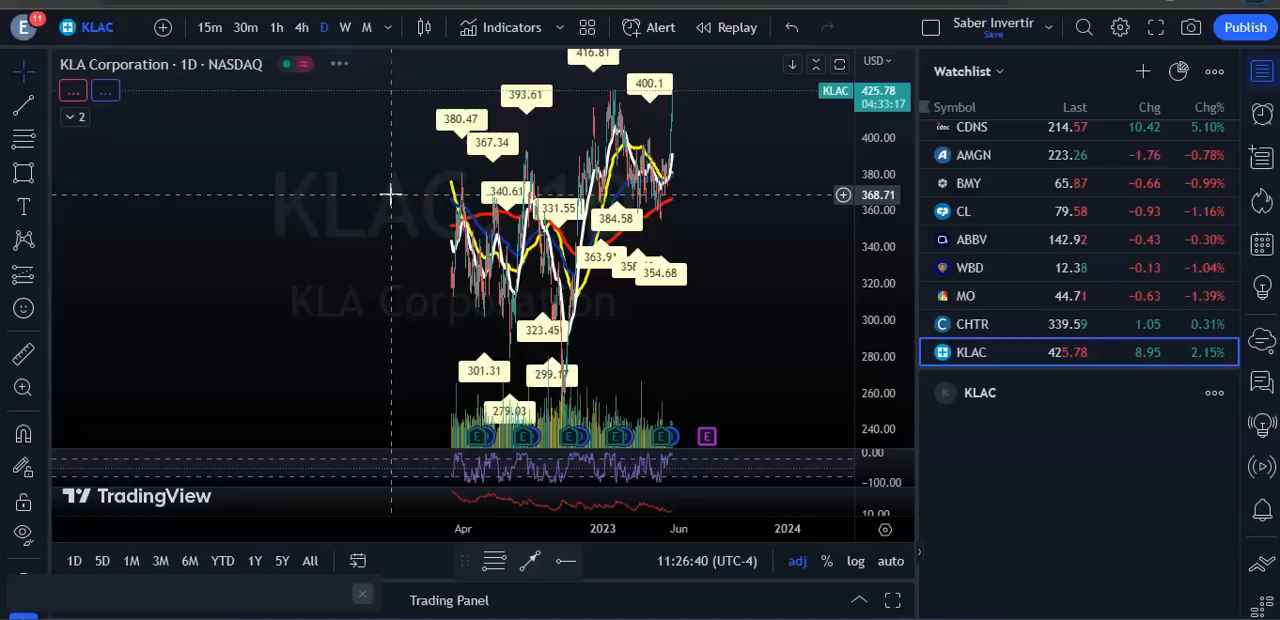 E
11
KLAC
15m
30m
1h
4h
D
W
M
Indicators
Alert
Replay
Saber Invertir
Save
Publish
KLA Corporation · 1D · NASDAQ
...
...
2
USD
KLAC
425.78
04:33:17
400.00
380.00
368.71
360.00
340.00
320.00
300.00
280.00
260.00
240.00
0.00
−100.00
10.00
416.81
400.1
393.61
380.47
367.34
340.61
331.55
384.58
363.91
354.68
323.45
301.31
299.17
279.03
KLA Corporation
E
E
E
E
E
E
TradingView
Apr
2023
Jun
2024
1D
5D
1M
3M
6M
YTD
1Y
5Y
All
11:26:40 (UTC-4)
adj
%
log
auto
Trading Panel
Watchlist
Symbol Last Chg Chg%
CDNS 214.57 10.42 5.10%
AMGN 223.26 −1.76 −0.78%
BMY 65.87 −0.66 −0.99%
CL 79.58 −0.93 −1.16%
ABBV 142.92 −0.43 −0.30%
WBD 12.38 −0.13 −1.04%
MO 44.71 −0.63 −1.39%
CHTR 339.59 1.05 0.31%
KLAC 425.78 8.95 2.15%
K KLAC